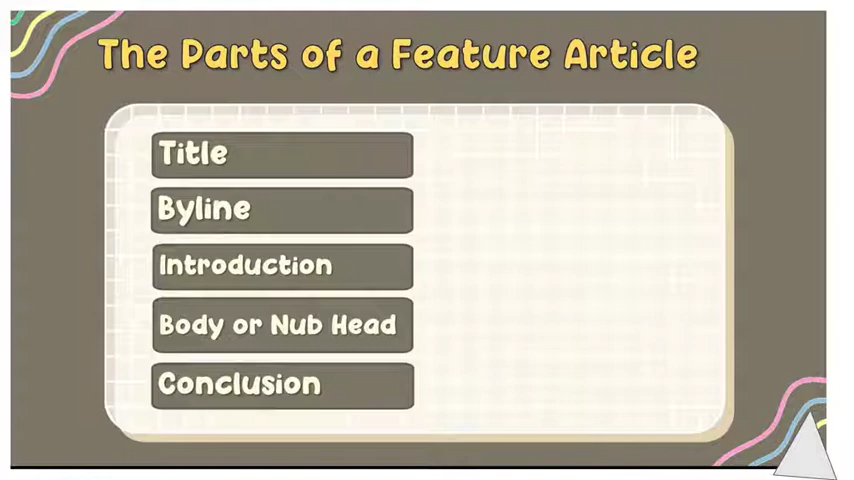 The Parts of a Feature Article
Title
Byline
Introduction
Body or Nub Head
Conclusion